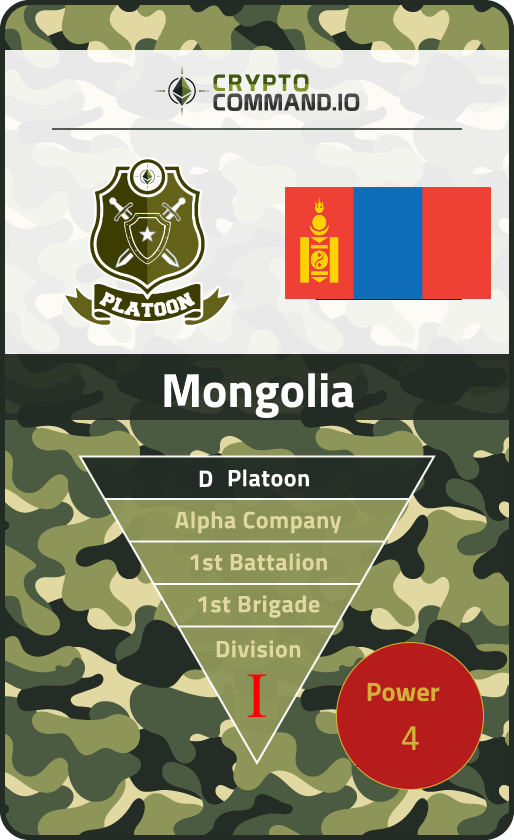 CRYPTO
COMMAND.IO
PLATOON
Mongolia
D Platoon
Alpha Company
1st Battalion
1st Brigade
Division
I
Power
4